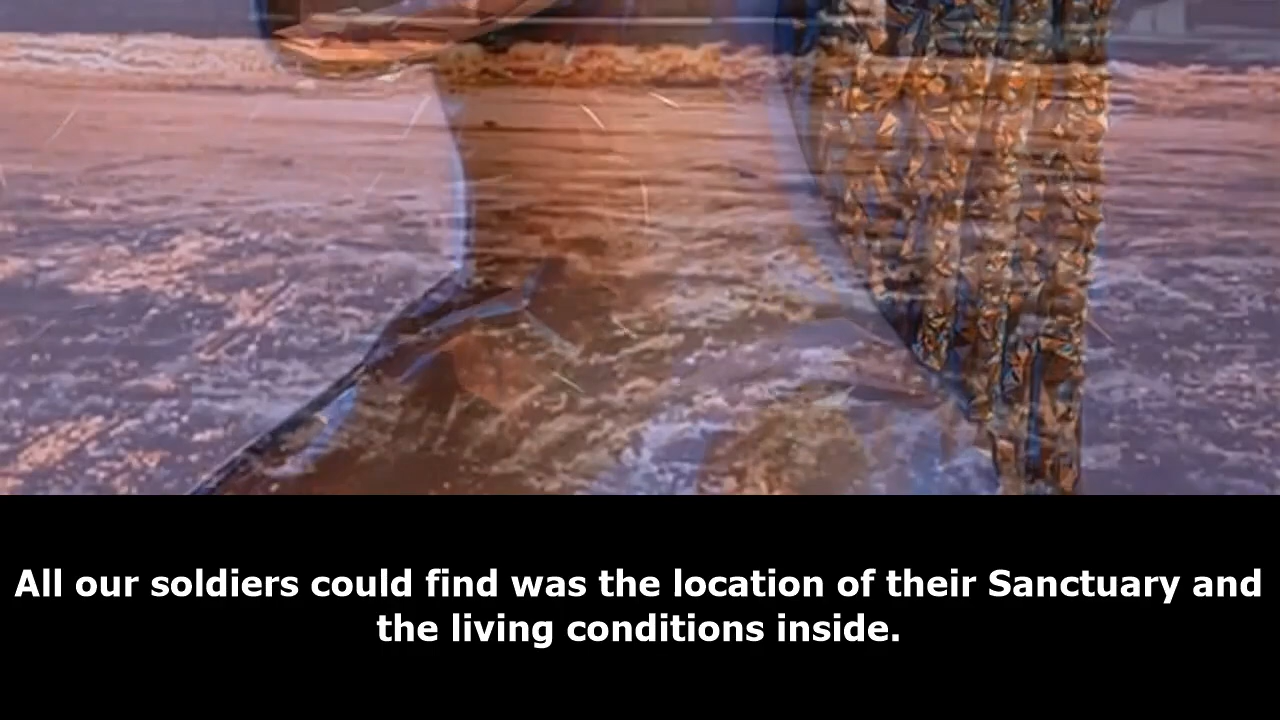 All our soldiers could find was the location of their Sanctuary and
the living conditions inside.